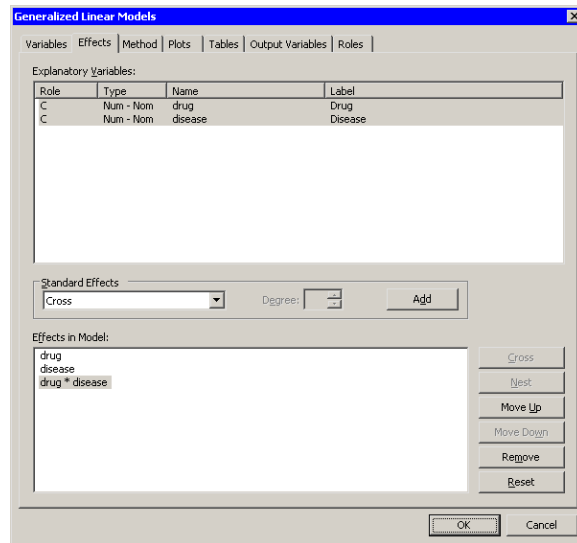 Generalized Linear Models
Variables Effects Method Plots Tables Output Variables Roles
Explanatory Variables:
Role Type Name Label
C Num - Nom drug Drug
C Num - Nom disease Disease
Standard Effects
Cross Degree: Add
Effects in Model:
drug
disease
drug * disease
Cross
Nest
Move Up
Move Down
Remove
Reset
OK Cancel